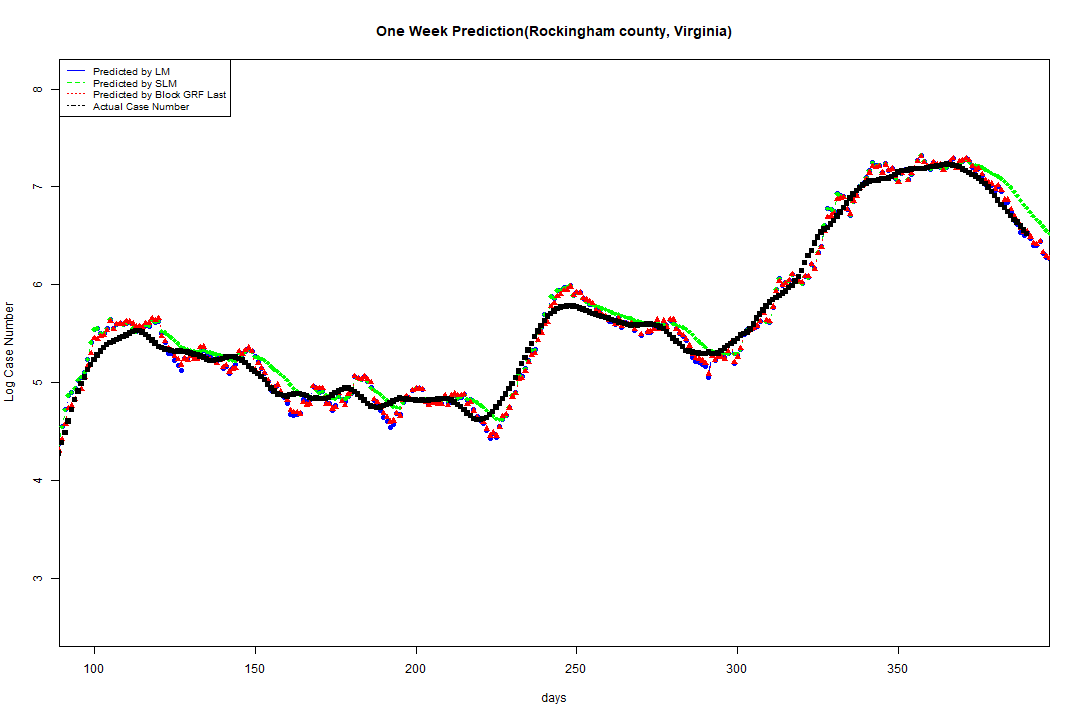 One Week Prediction(Rockingham county, Virginia)
Predicted by LM
Predicted by SLM
Predicted by Block GRF Last
Actual Case Number
8
7
6
5
4
3
Log Case Number
100 150 200 250 300 350
days